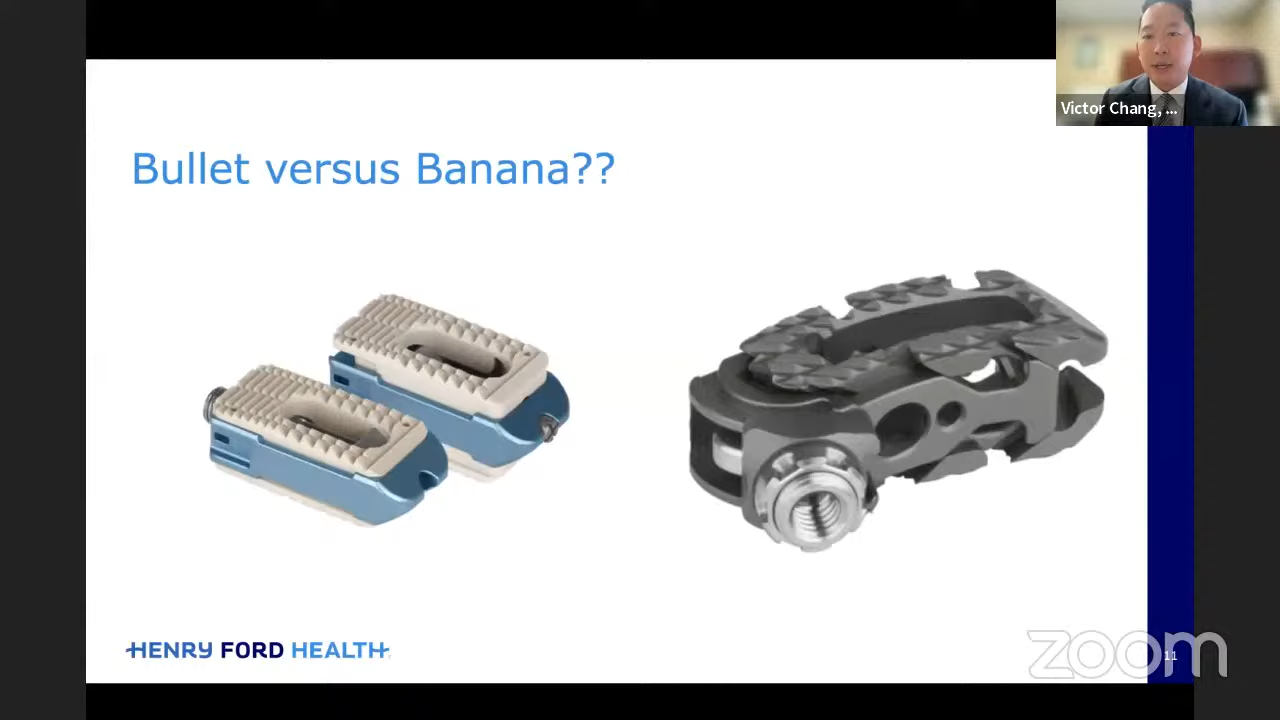 Victor Chang, ...
Bullet versus Banana??
HENRY FORD HEALTH
zoom
11